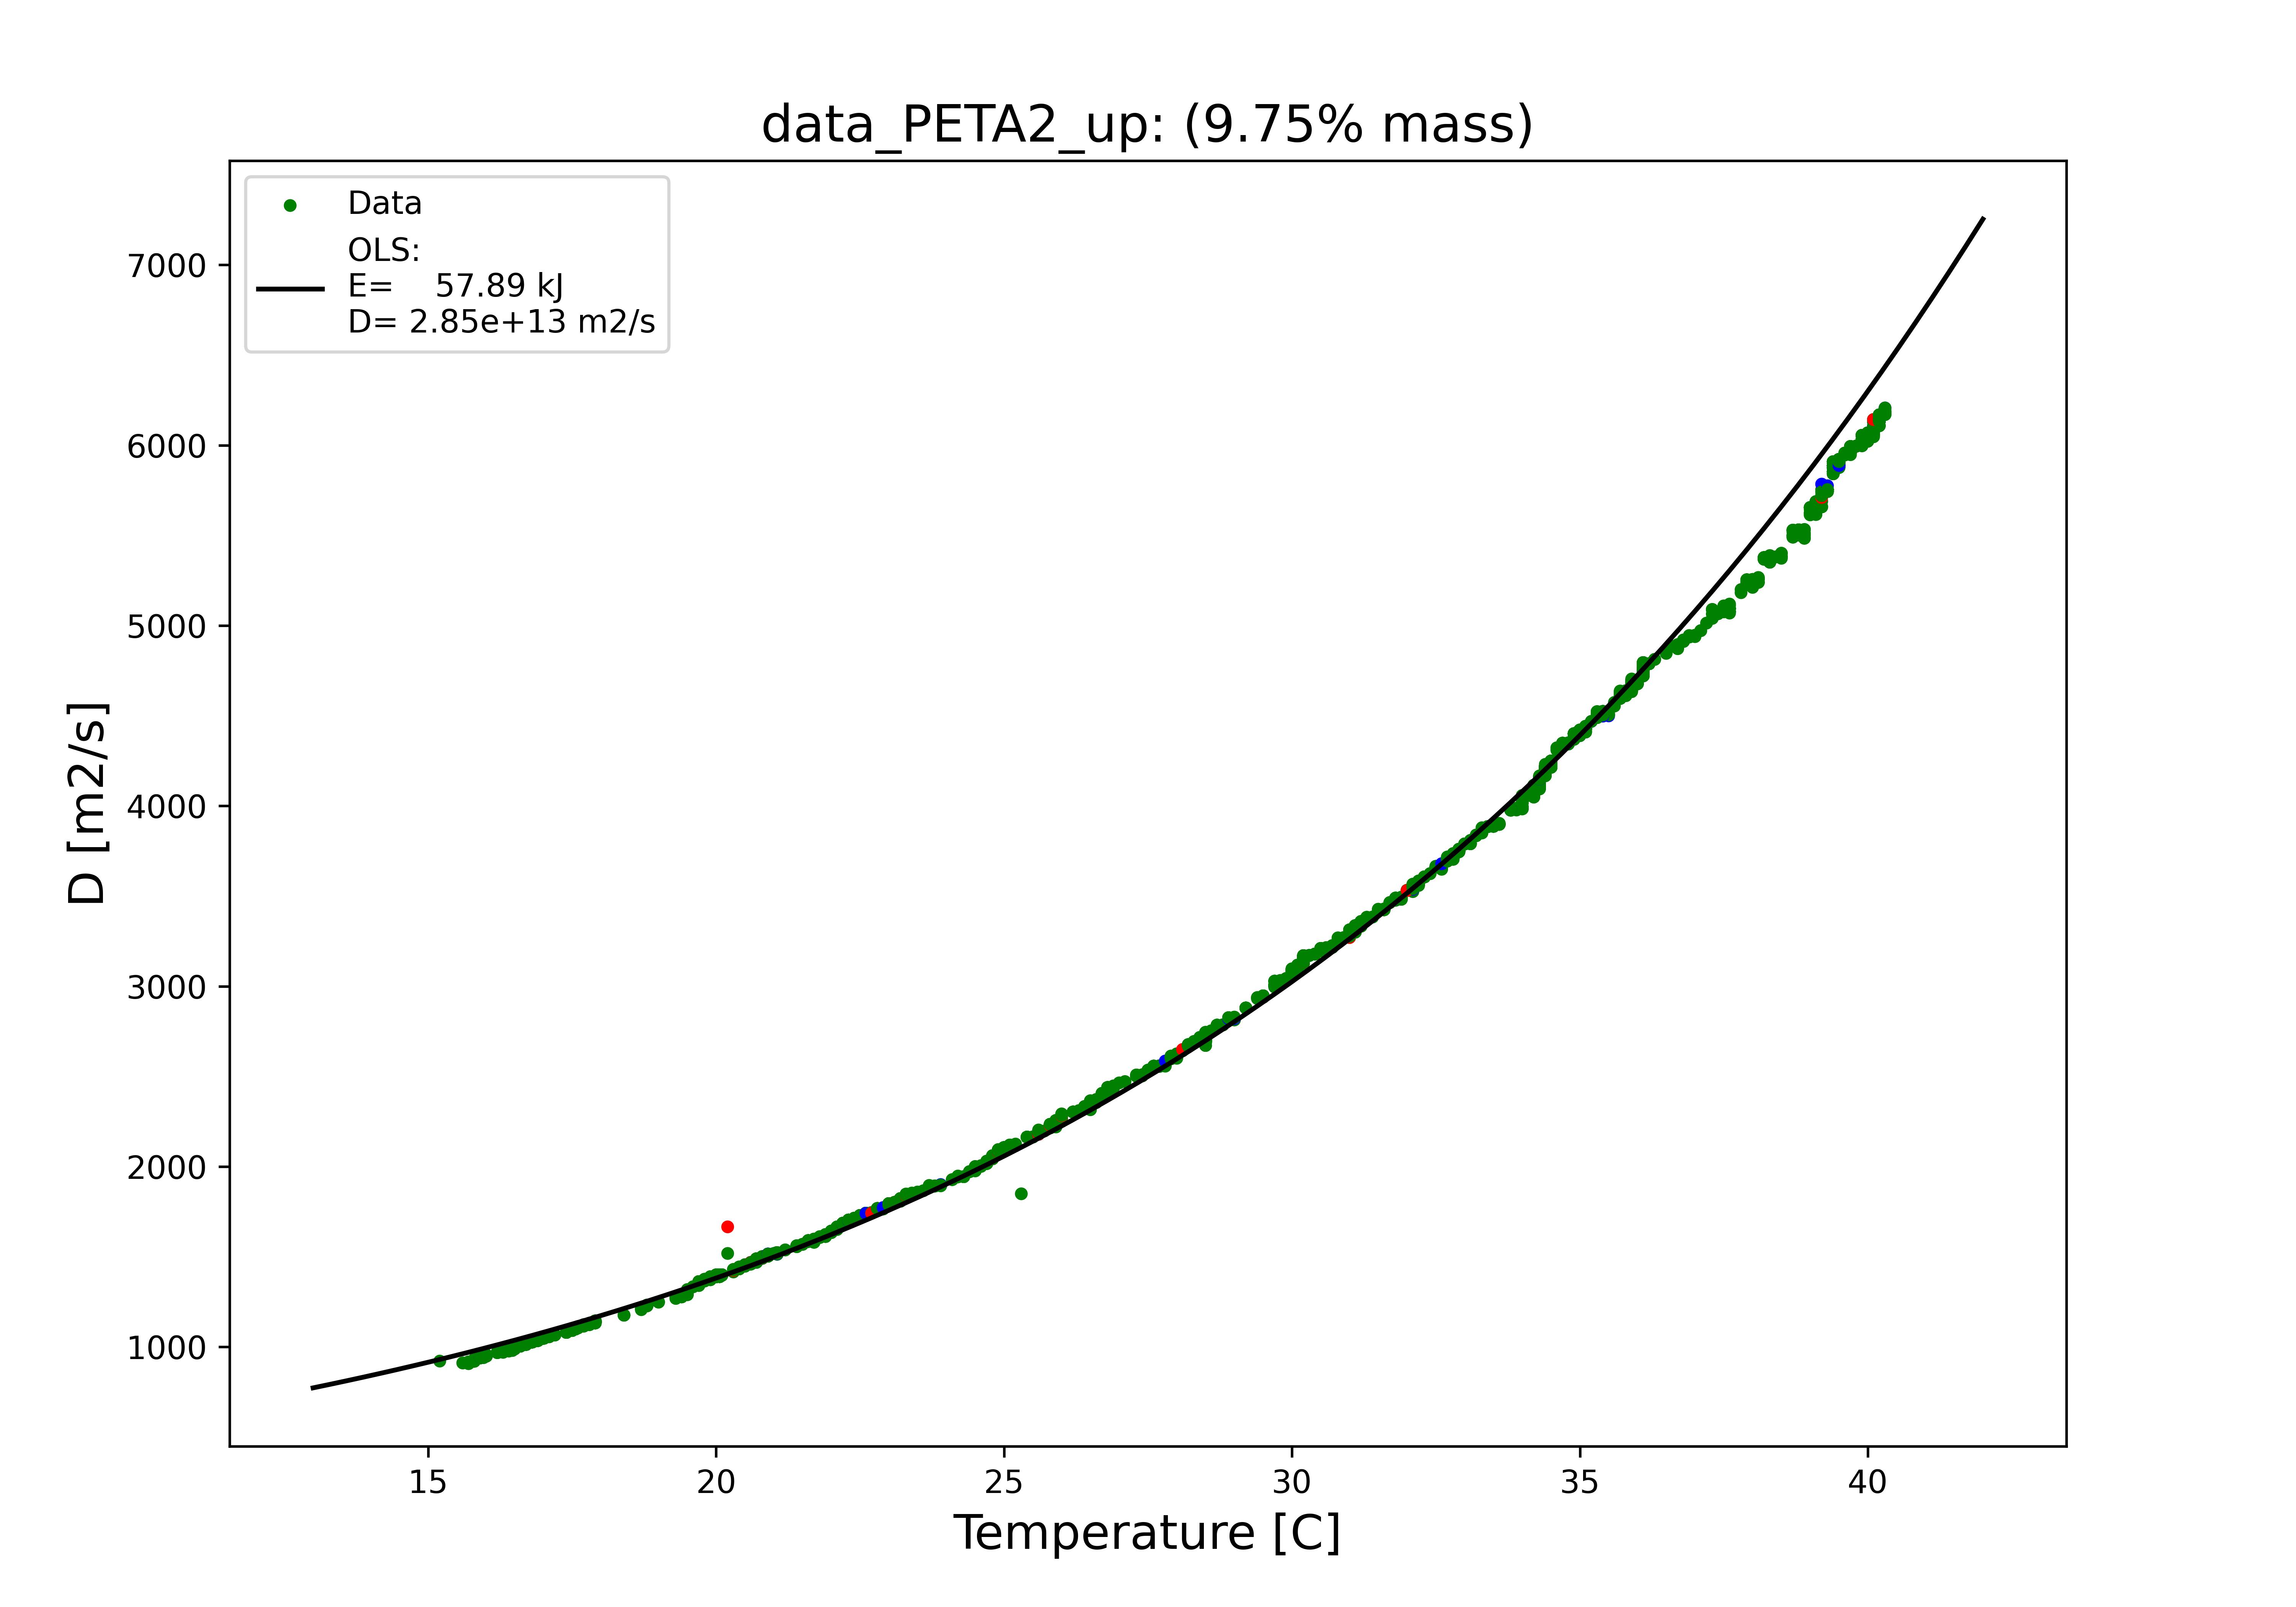 data_PETA2_up: (9.75% mass)
Data
OLS:
E= 57.89 kJ
D= 2.85e+13 m2/s
7000
6000
5000
4000
3000
2000
1000
D [m2/s]
15 20 25 30 35 40
Temperature [C]